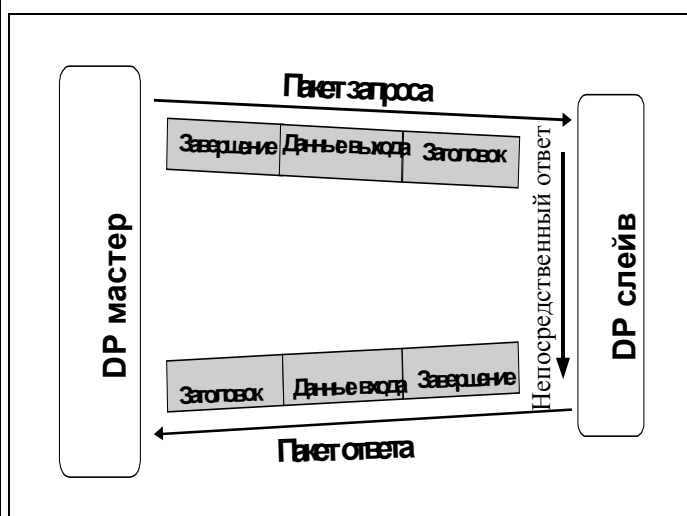 Пакет запроса
Завершение Данные выхода Заголовок
DP мастер
Непосредственный ответ
DP слейв
Заголовок Данные входа Завершение
Пакет ответа